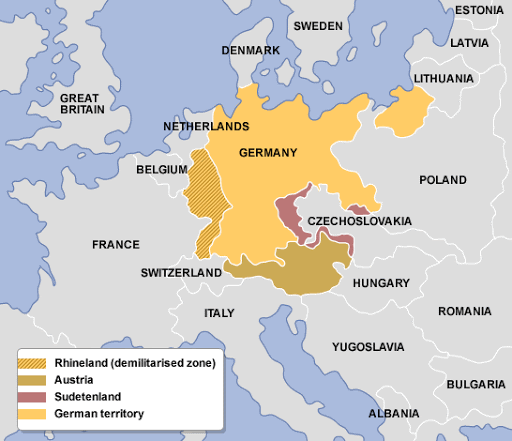 ESTONIA
SWEDEN
LATVIA
DENMARK
LITHUANIA
GREAT
BRITAIN
NETHERLANDS
GERMANY
BELGIUM
POLAND
CZECHOSLOVAKIA
FRANCE
SWITZERLAND
HUNGARY
ITALY
ROMANIA
YUGOSLAVIA
BULGARIA
ALBANIA
Rhineland (demilitarised zone)
Austria
Sudetenland
German territory